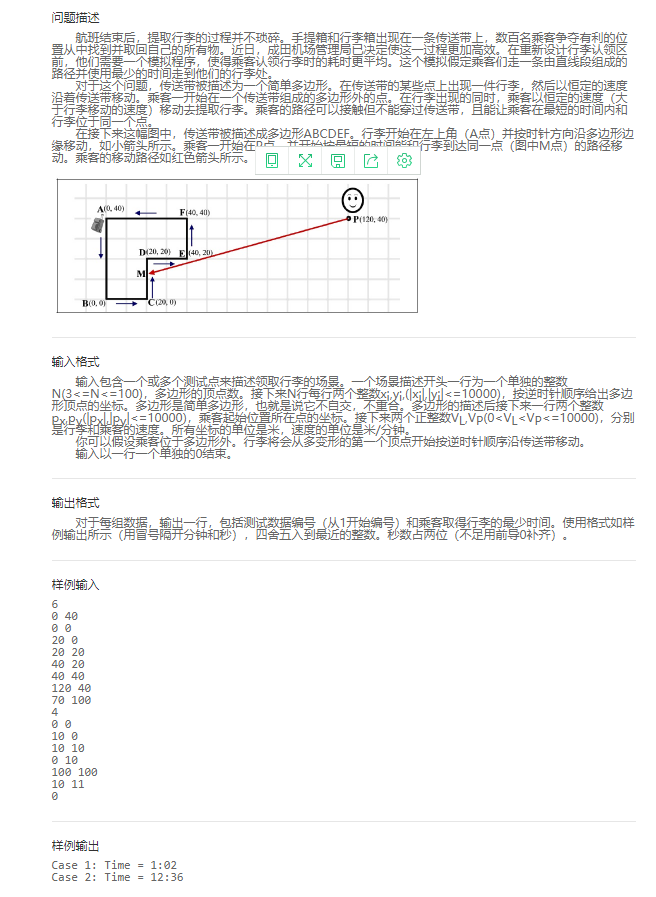 问题描述
航班结束后，提取行李的过程并不琐碎。手提箱和行李箱出现在一条传送带上，数百名乘客争夺有利的位
置从中找到并取回自己的所有物。近日，成田机场管理局已决定使这一过程更加高效。在重新设计行李认领区
前，他们需要一个模拟程序，使得乘客认领行李时的耗时更平均。这个模拟假定乘客们走一条由直线段组成的
路径并使用最少的时间走到他们的行李处。
对于这个问题，传送带被描述为一个简单多边形。在传送带的某些点上出现一件行李，然后以恒定的速度
沿着传送带移动。乘客一开始在一个传送带组成的多边形外的点。在行李出现的同时，乘客以恒定的速度（大
于行李移动的速度）移动去提取行李。乘客的路径可以接触但不能穿过传送带，且能让乘客在最短的时间内和
行李位于同一个点。
在接下来这幅图中，传送带被描述成多边形ABCDEF。行李开始在左上角（A点）并按时针方向沿多边形边
缘移动，如小箭头所示。乘客一开始在P点，并开始按最短的时间能和行李到达同一点（图中M点）的路径移
动。乘客的移动路径如红色箭头所示。
A(0, 40)
F(40, 40)
P(120, 40)
D(20, 20)
E(40, 20)
M
B(0, 0)
C(20, 0)
输入格式
输入包含一个或多个测试点来描述领取行李的场景。一个场景描述开头一行为一个单独的整数
N(3<=N<=100)，多边形的顶点数。接下来N行每行两个整数xi,yi,(|xi|,|yi|<=10000)，按逆时针顺序给出多边
形顶点的坐标。多边形是简单多边形，也就是说它不自交，不重合。多边形的描述后接下来一行两个整数
px,py(|px|,|py|<=10000)，乘客起始位置所在点的坐标。接下来两个正整数VL,Vp(0<VL<Vp<=10000)，分别
是行李和乘客的速度。所有坐标的单位是米，速度的单位是米/分钟。
你可以假设乘客位于多边形外。行李将会从多变形的第一个顶点开始按逆时针顺序沿传送带移动。
输入以一行一个单独的0结束。
输出格式
对于每组数据，输出一行，包括测试数据编号（从1开始编号）和乘客取得行李的最少时间。使用格式如样
例输出所示（用冒号隔开分钟和秒），四舍五入到最近的整数。秒数占两位（不足用前导0补齐）。
样例输入
6
0 40
0 0
20 0
20 20
40 20
40 40
120 40
70 100
4
0 0
10 0
10 10
0 10
100 100
10 11
0
样例输出
Case 1: Time = 1:02
Case 2: Time = 12:36